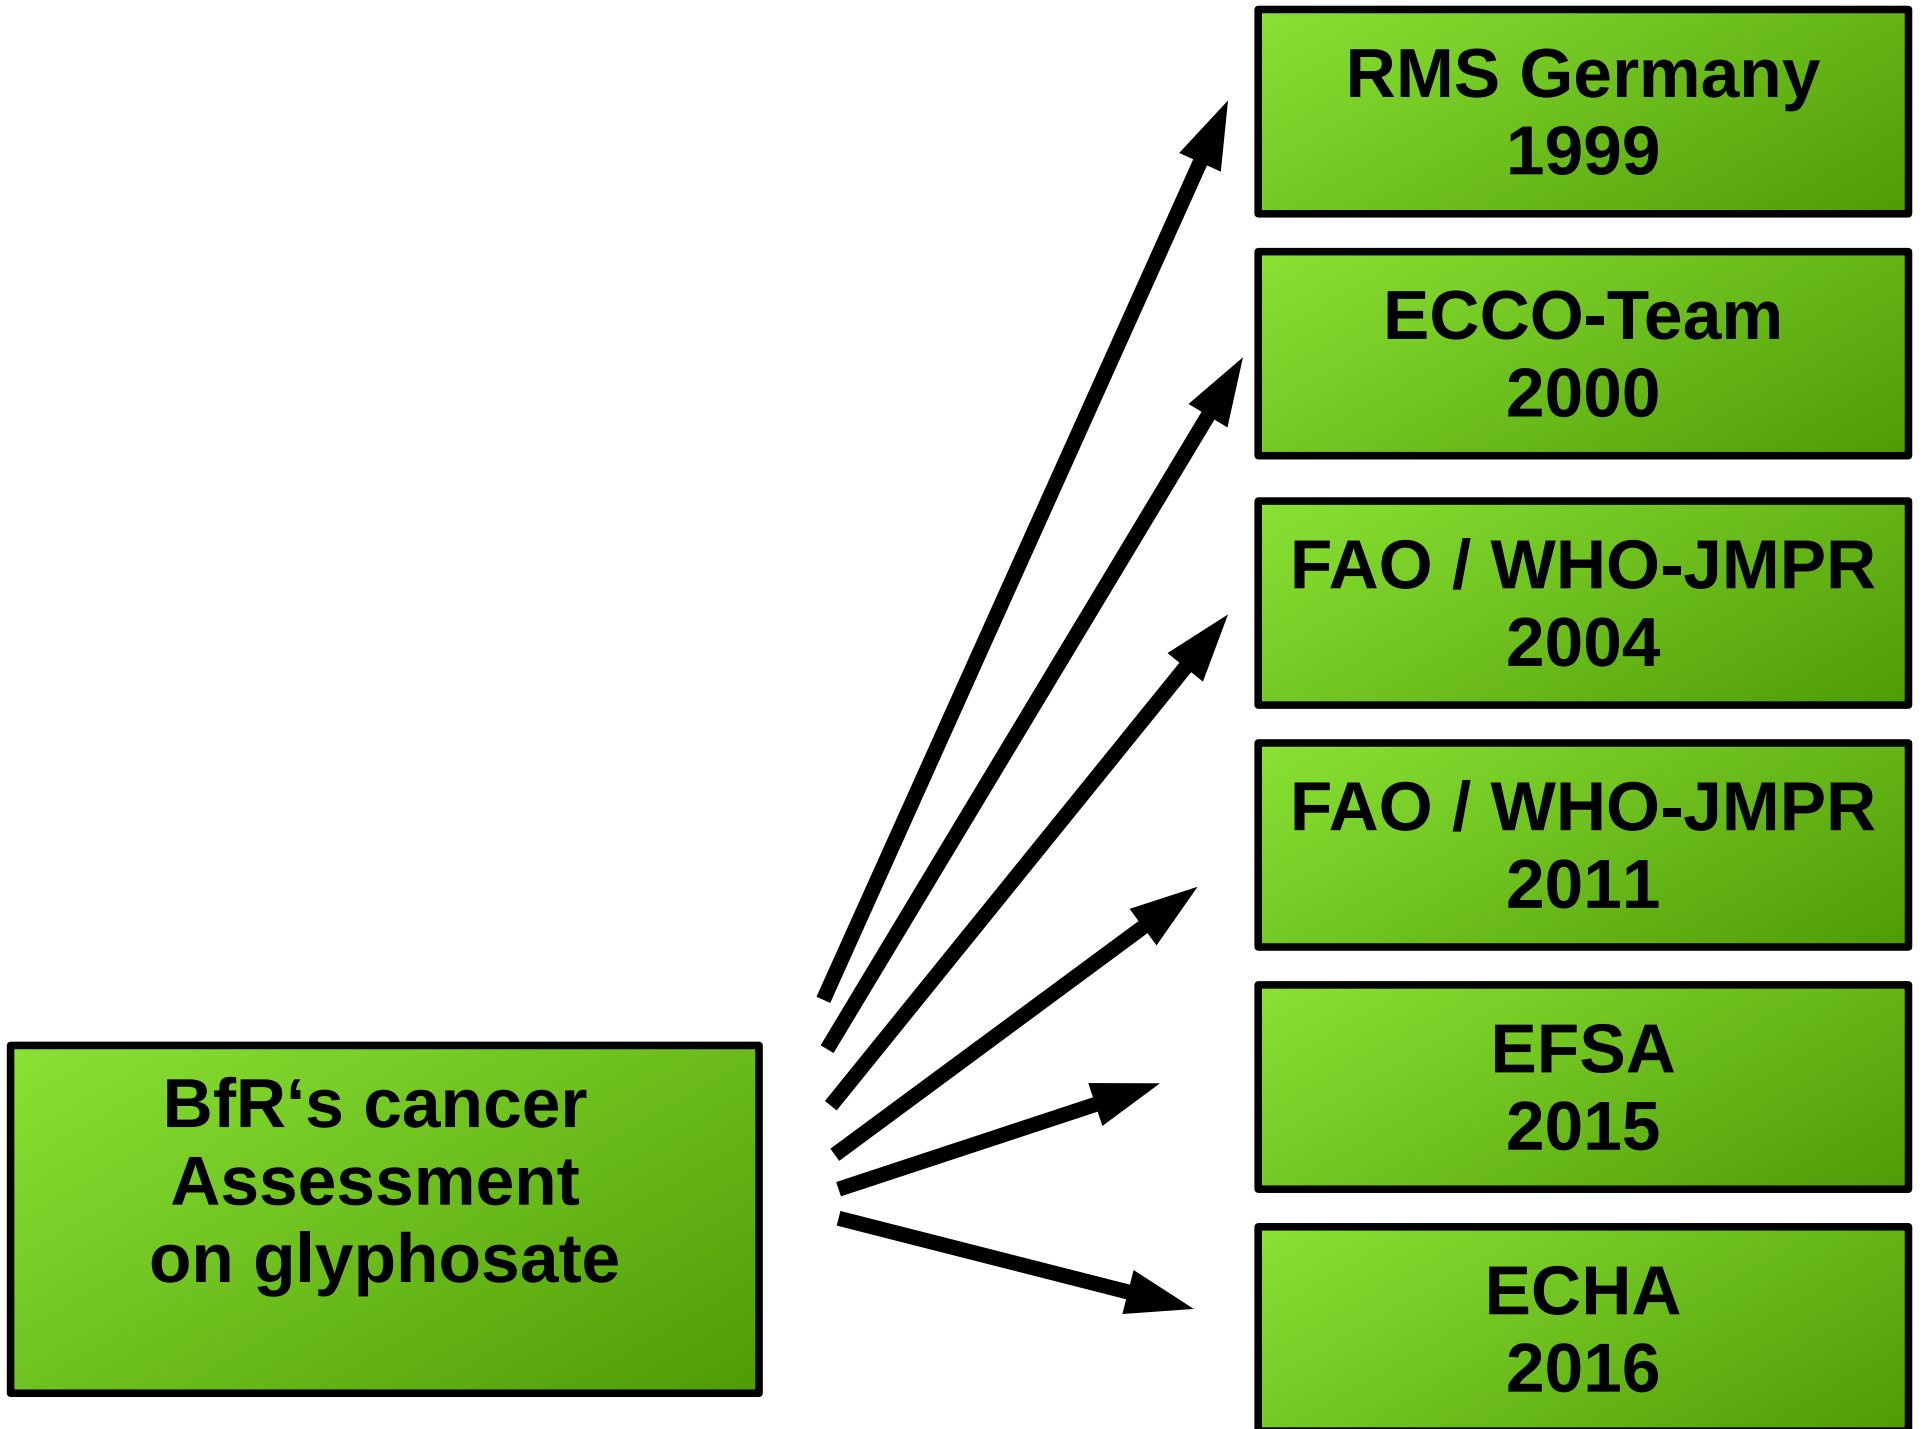 RMS Germany
1999
ECCO-Team
2000
FAO / WHO-JMPR
2004
FAO / WHO-JMPR
2011
EFSA
2015
ECHA
2016
BfR‘s cancer
Assessment
on glyphosate